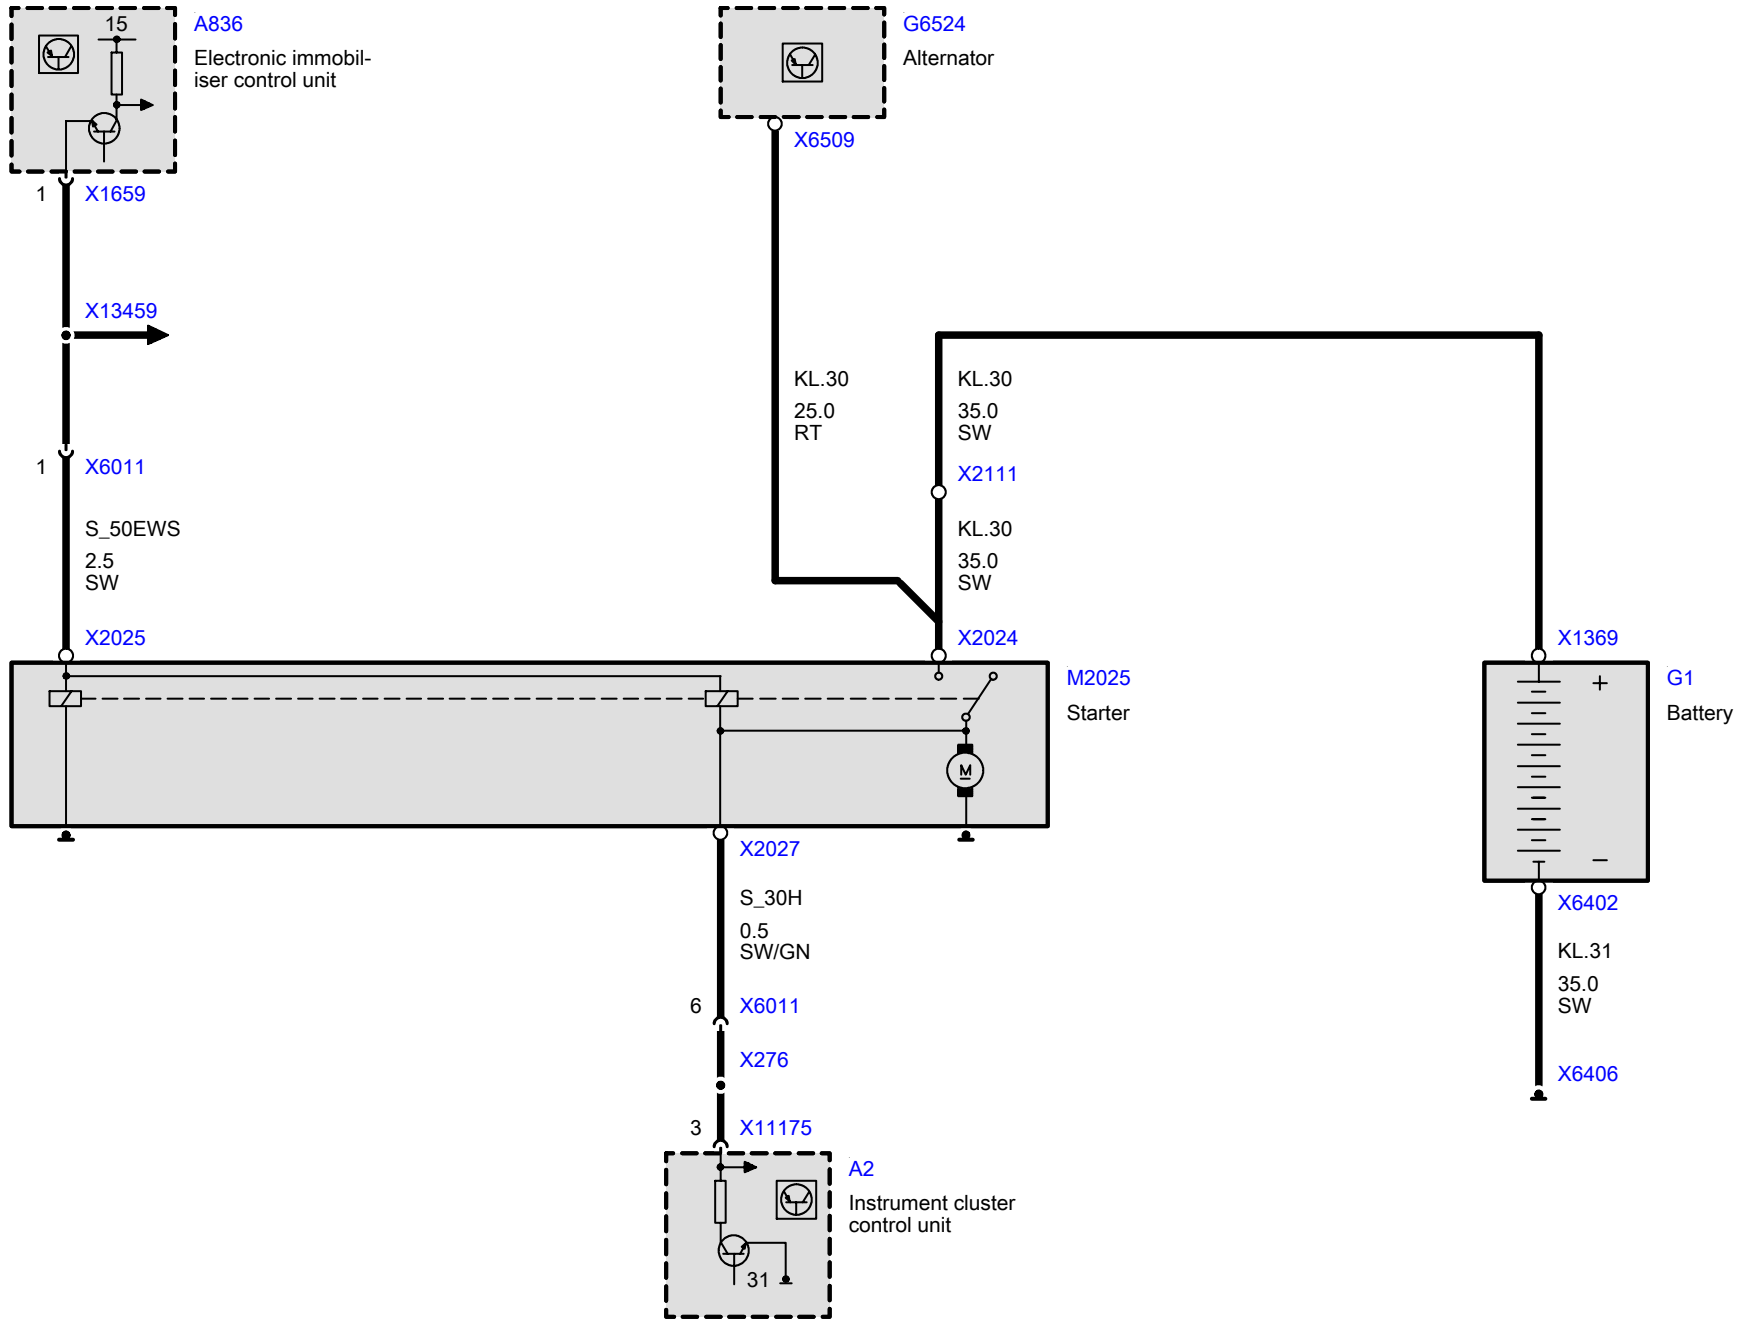 15
A836
Electronic immobil-
iser control unit
1
X1659
X13459
1
X6011
S_50EWS
2.5
SW
X2025
G6524
Alternator
X6509
KL.30
25.0
RT
KL.30
35.0
SW
X2111
KL.30
35.0
SW
X2024
M2025
Starter
M
X1369
G1
Battery
+
−
X6402
KL.31
35.0
SW
X6406
X2027
S_30H
0.5
SW/GN
6
X6011
X276
3
X11175
A2
Instrument cluster
control unit
31